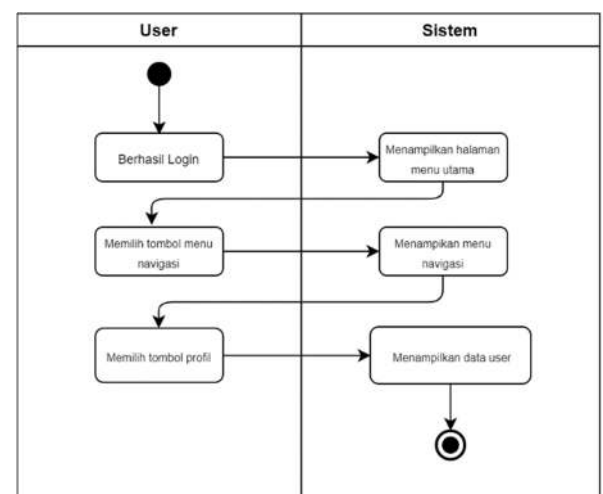 User
Sistem
Berhasil Login
Menampilkan halaman
menu utama
Memilih tombol menu
navigasi
Menampikan menu
navigasi
Memilih tombol profil
Menampilkan data user